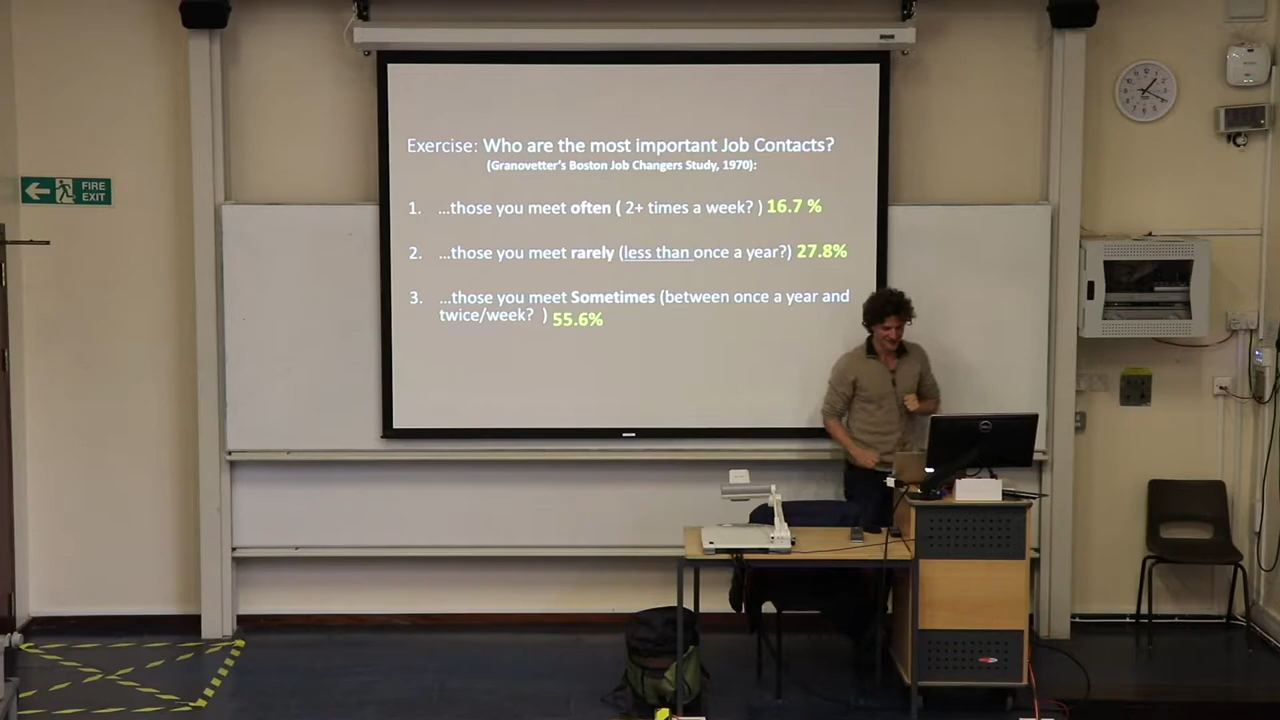 Exercise: Who are the most important Job Contacts?
(Granovetter's Boston Job Changers Study, 1970):
1. ...those you meet often ( 2+ times a week? ) 16.7 %
2. ...those you meet rarely (less than once a year?) 27.8%
3. ...those you meet Sometimes (between once a year and
twice/week? ) 55.6%
FIRE
EXIT
DELL